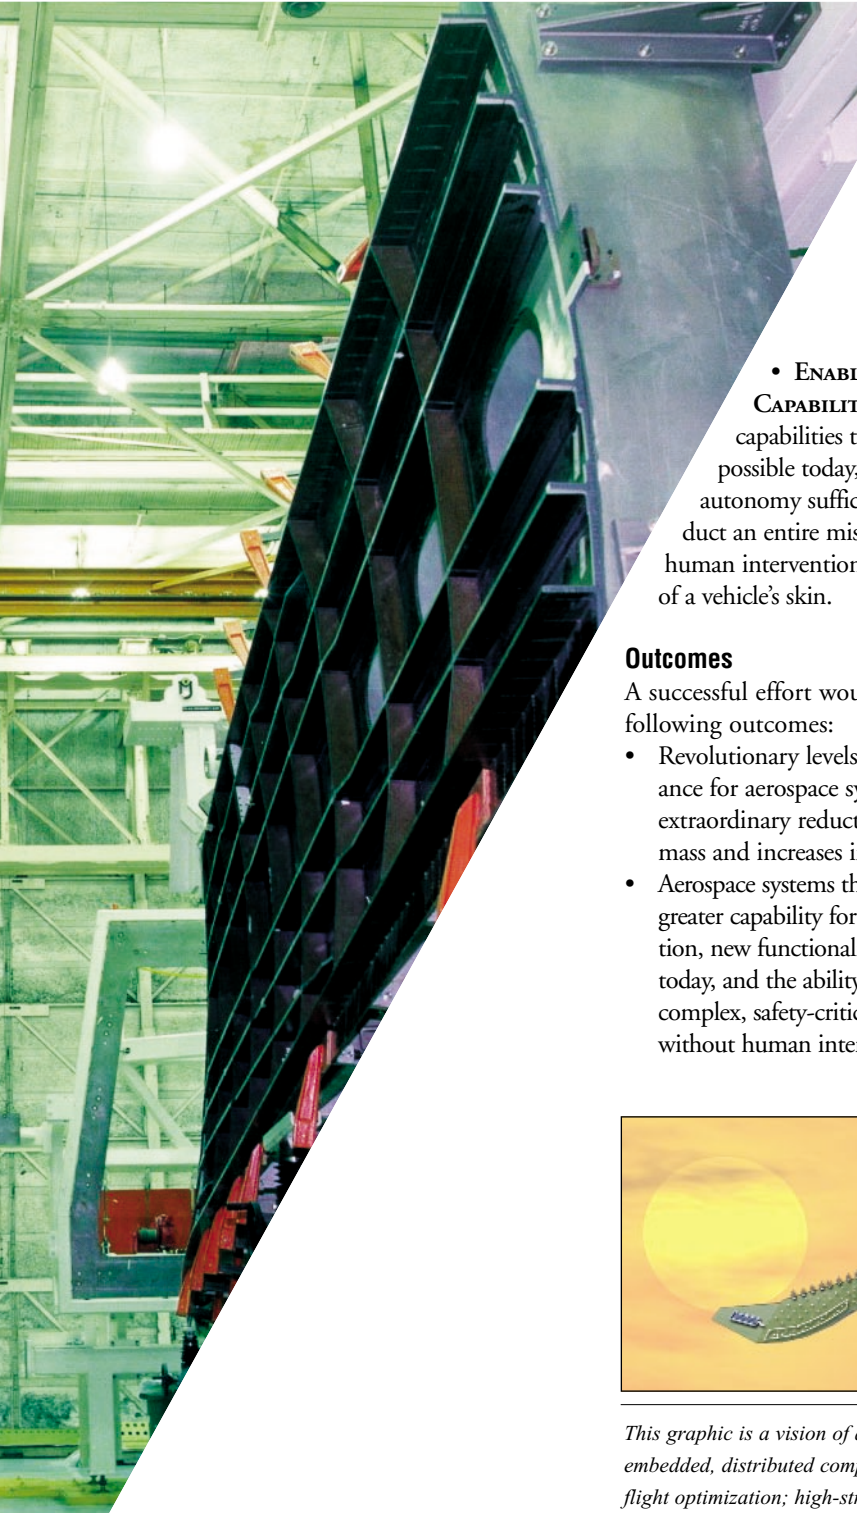 • ENABL
CAPABILIT
capabilities t
possible today,
autonomy suffic
duct an entire mis
human intervention
of a vehicle’s skin.
Outcomes
A successful effort wou
following outcomes:
• Revolutionary levels
ance for aerospace sy
extraordinary reduct
mass and increases i
• Aerospace systems th
greater capability for
tion, new functional
today, and the ability
complex, safety-critic
without human inter
This graphic is a vision of
embedded, distributed comp
flight optimization; high-str